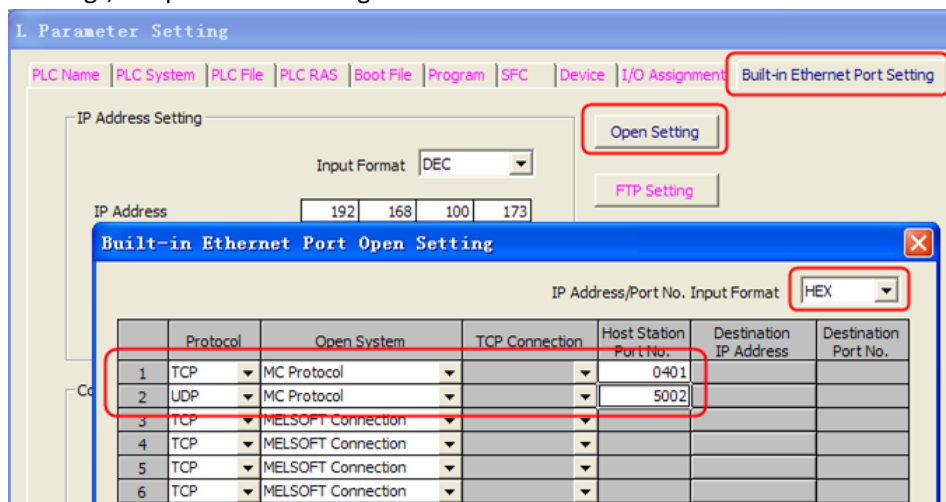 L Parameter Setting
PLC Name PLC System PLC File PLC RAS Boot File Program SFC Device I/O Assignment Built-in Ethernet Port Setting
IP Address Setting
Open Setting
Input Format DEC
FTP Setting
IP Address 192 168 100 173
Built-in Ethernet Port Open Setting
IP Address/Port No. Input Format HEX
Protocol Open System TCP Connection Host Station Port No. Destination IP Address Destination Port No.
1 TCP MC Protocol 0401
2 UDP MC Protocol 5002
3 TCP MELSOFT Connection
4 TCP MELSOFT Connection
5 TCP MELSOFT Connection
6 TCP MELSOFT Connection